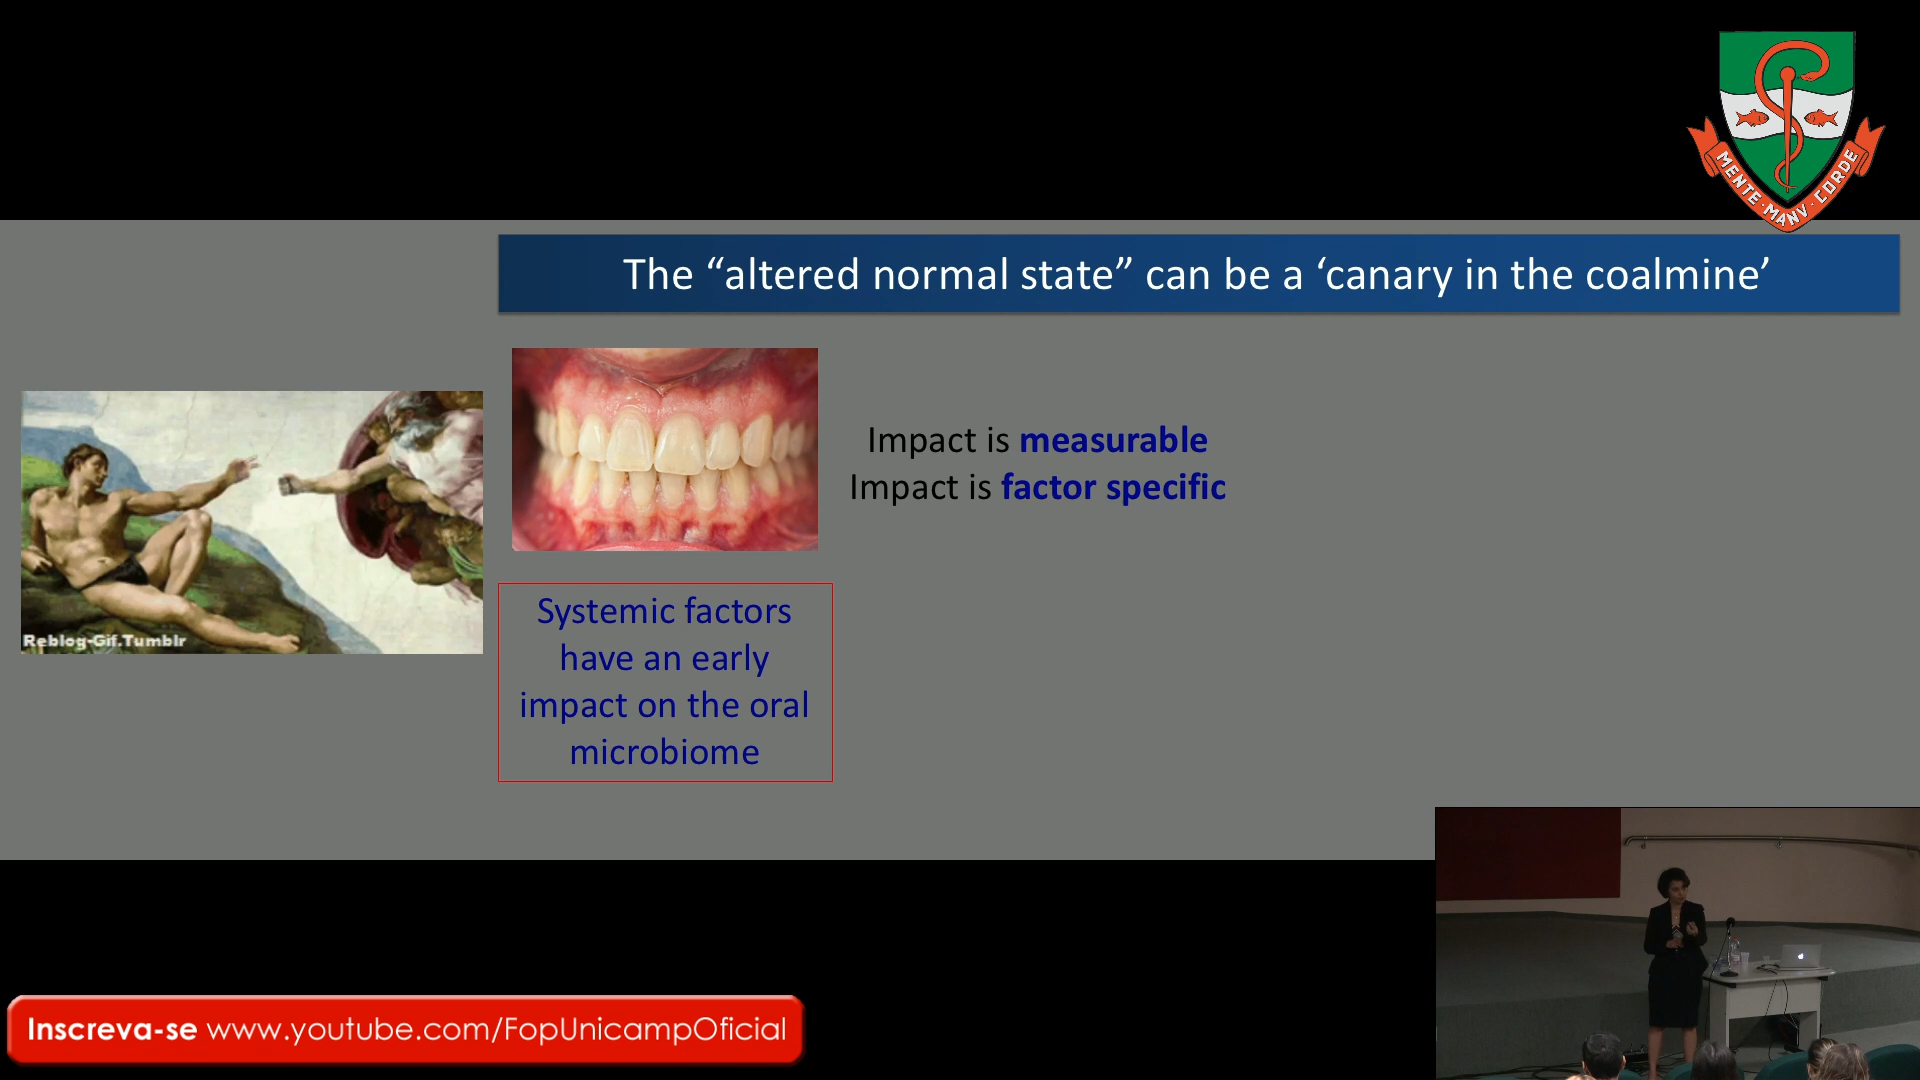 MENTE·MANV·CORDE
The “altered normal state” can be a ‘canary in the coalmine’
Impact is measurable
Impact is factor specific
Reblog-Gif.Tumblr
Systemic factors
have an early
impact on the oral
microbiome
Inscreva-se www.youtube.com/FopUnicampOficial